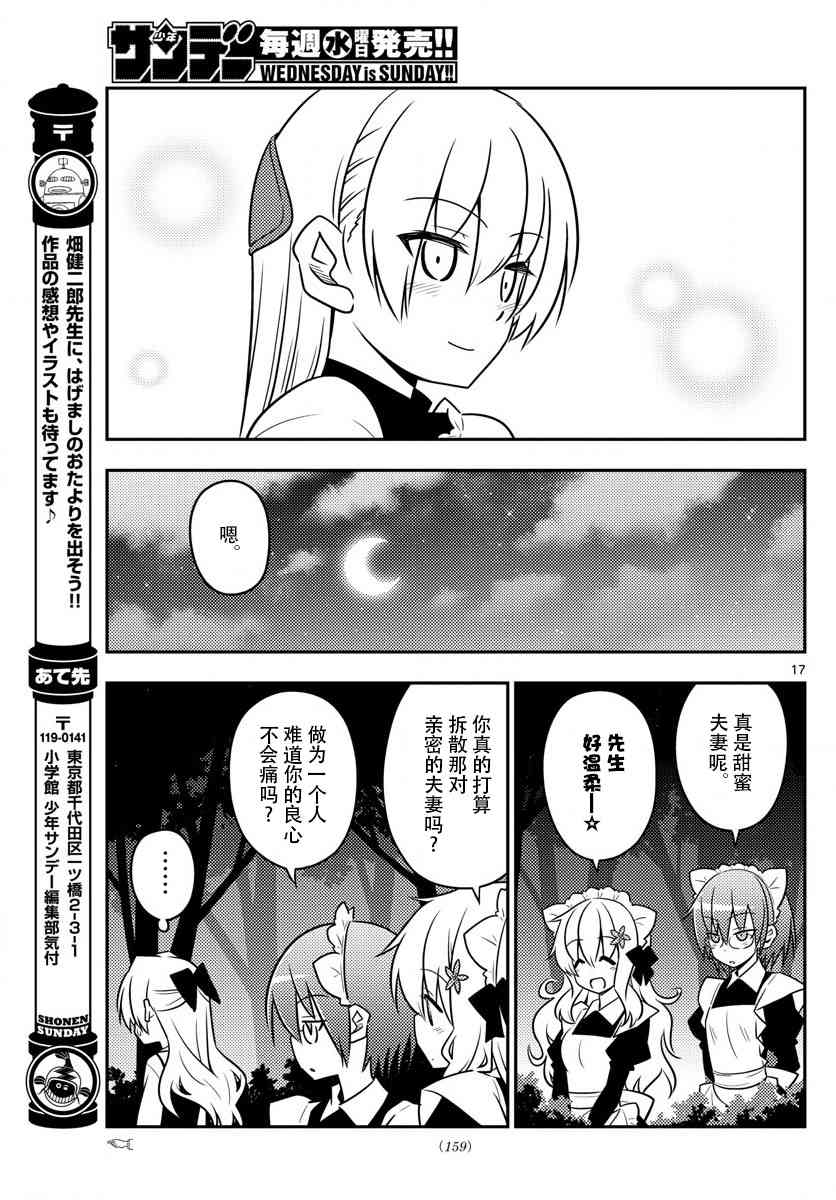 少年サンデー
毎週水曜日発売!!
WEDNESDAY is SUNDAY!!
〒
畑健二郎先生に、はげましのおたよりを出そう!!
作品の感想やイラストも待ってます♪
あて先
〒
119-0141
東京都千代田区一ツ橋2-3-1
小学館 少年サンデー編集部気付
SHONEN
SUNDAY
嗯。
17
真是甜蜜
夫妻呢。
先生
好温柔ー☆
你真的打算
拆散那对
亲密的夫妻吗?
做为一个人
难道你的良心
不会痛吗?
……
(159)